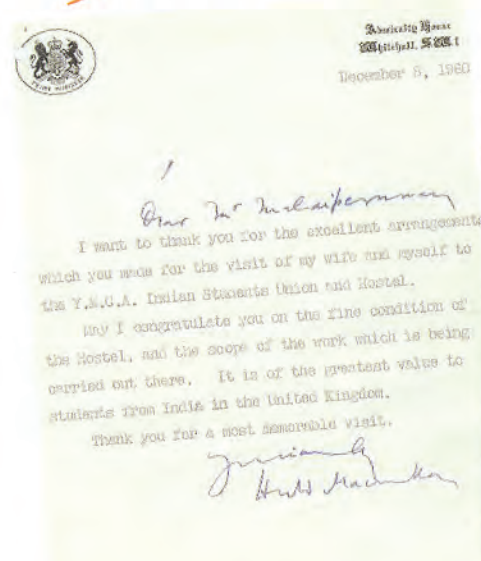 Admiralty House
Whitehall, S.W.1
PRIME MINISTER
December 8, 1960
Dear Mr
I want to thank you for the excellent arrangements
which you made for the visit of my wife and myself to
the Y.M.C.A. Indian Students Union and Hostel.
May I congratulate you on the fine condition of
the Hostel, and the scope of the work which is being
carried out there. It is of the greatest value to
students from India in the United Kingdom.
Thank you for a most memorable visit.
Yours sincerely
Harold Macmillan